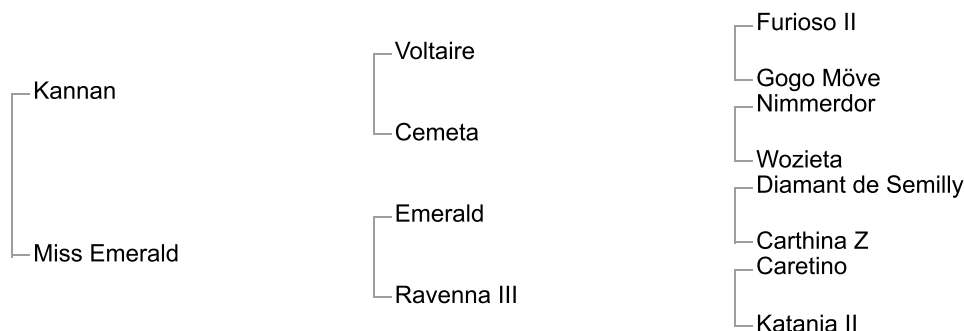 Furioso II
Voltaire
Gogo Möve
Kannan
Nimmerdor
Cemeta
Wozieta
Diamant de Semilly
Emerald
Carthina Z
Miss Emerald
Caretino
Ravenna III
Katania II